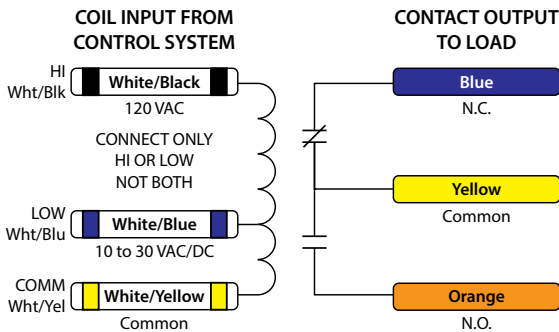 COIL INPUT FROM
CONTROL SYSTEM
HI
Wht/Blk
White/Black
120 VAC
CONNECT ONLY
HI OR LOW
NOT BOTH
LOW
Wht/Blu
White/Blue
10 to 30 VAC/DC
COMM
Wht/Yel
White/Yellow
Common
CONTACT OUTPUT
TO LOAD
Blue
N.C.
Yellow
Common
Orange
N.O.